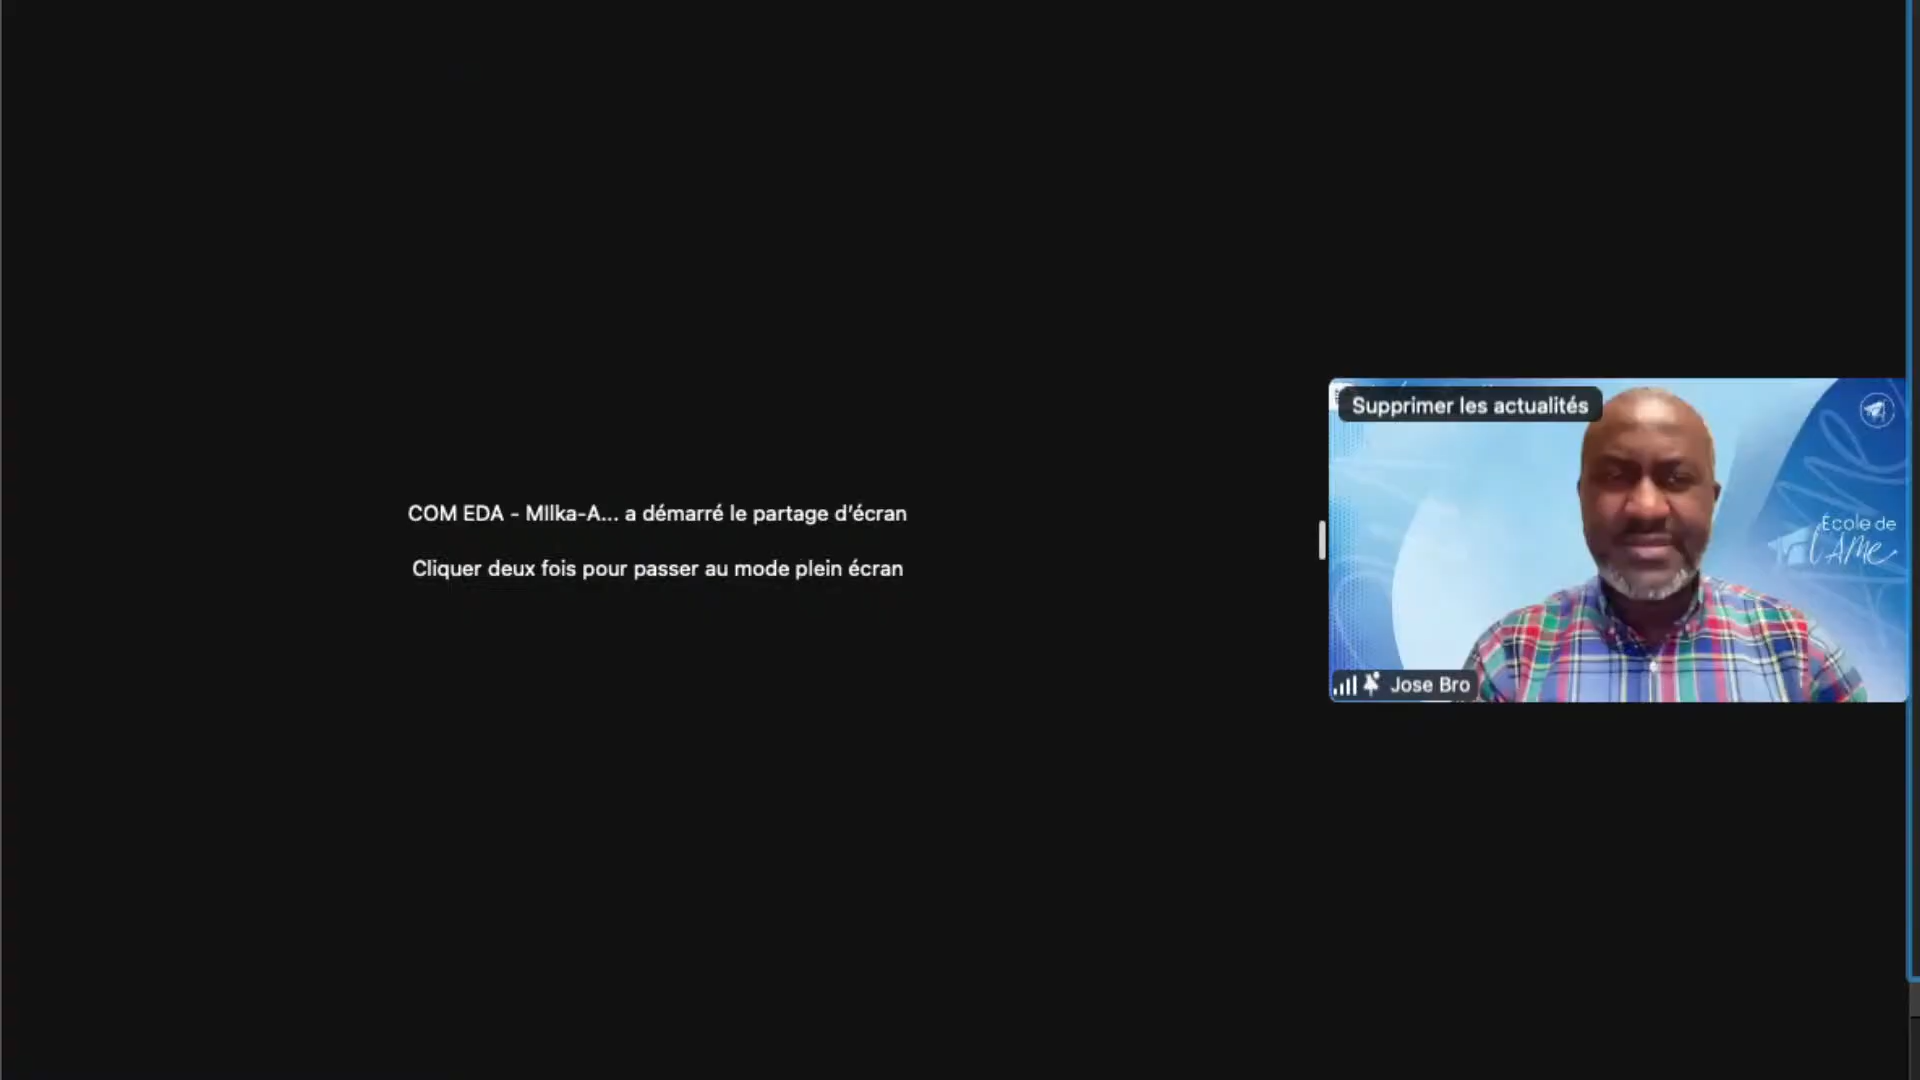 COM EDA - MIlka-A... a démarré le partage d'écran
Cliquer deux fois pour passer au mode plein écran
Supprimer les actualités
École de
l'Âme
Jose Bro